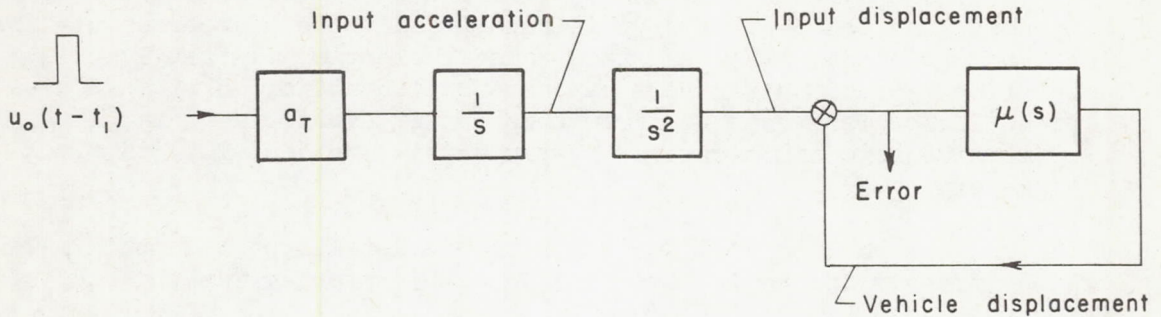 Input acceleration
Input displacement
u₀(t - t₁)
a_T
1/S
1/S²
μ(s)
Error
Vehicle displacement